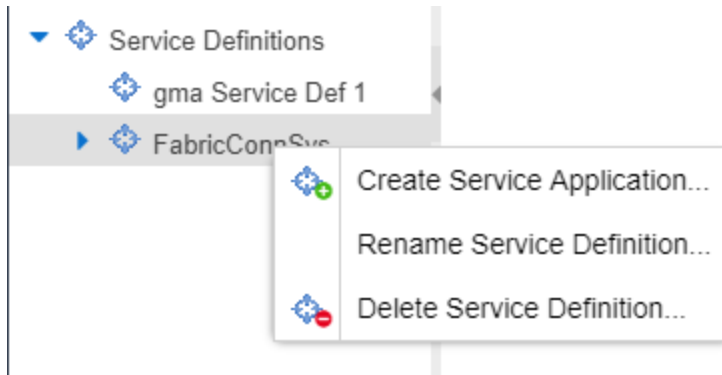 Service Definitions
gma Service Def 1
FabricConnSys
Create Service Application...
Rename Service Definition...
Delete Service Definition...